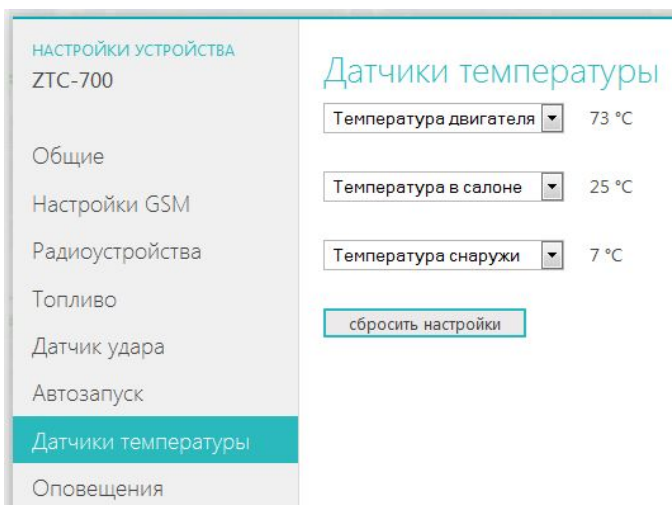 НАСТРОЙКИ УСТРОЙСТВА
ZTC-700
Общие
Настройки GSM
Радиоустройства
Топливо
Датчик удара
Автозапуск
Датчики температуры
Оповещения
Датчики температуры
Температура двигателя 73 °C
Температура в салоне 25 °C
Температура снаружи 7 °C
сбросить настройки